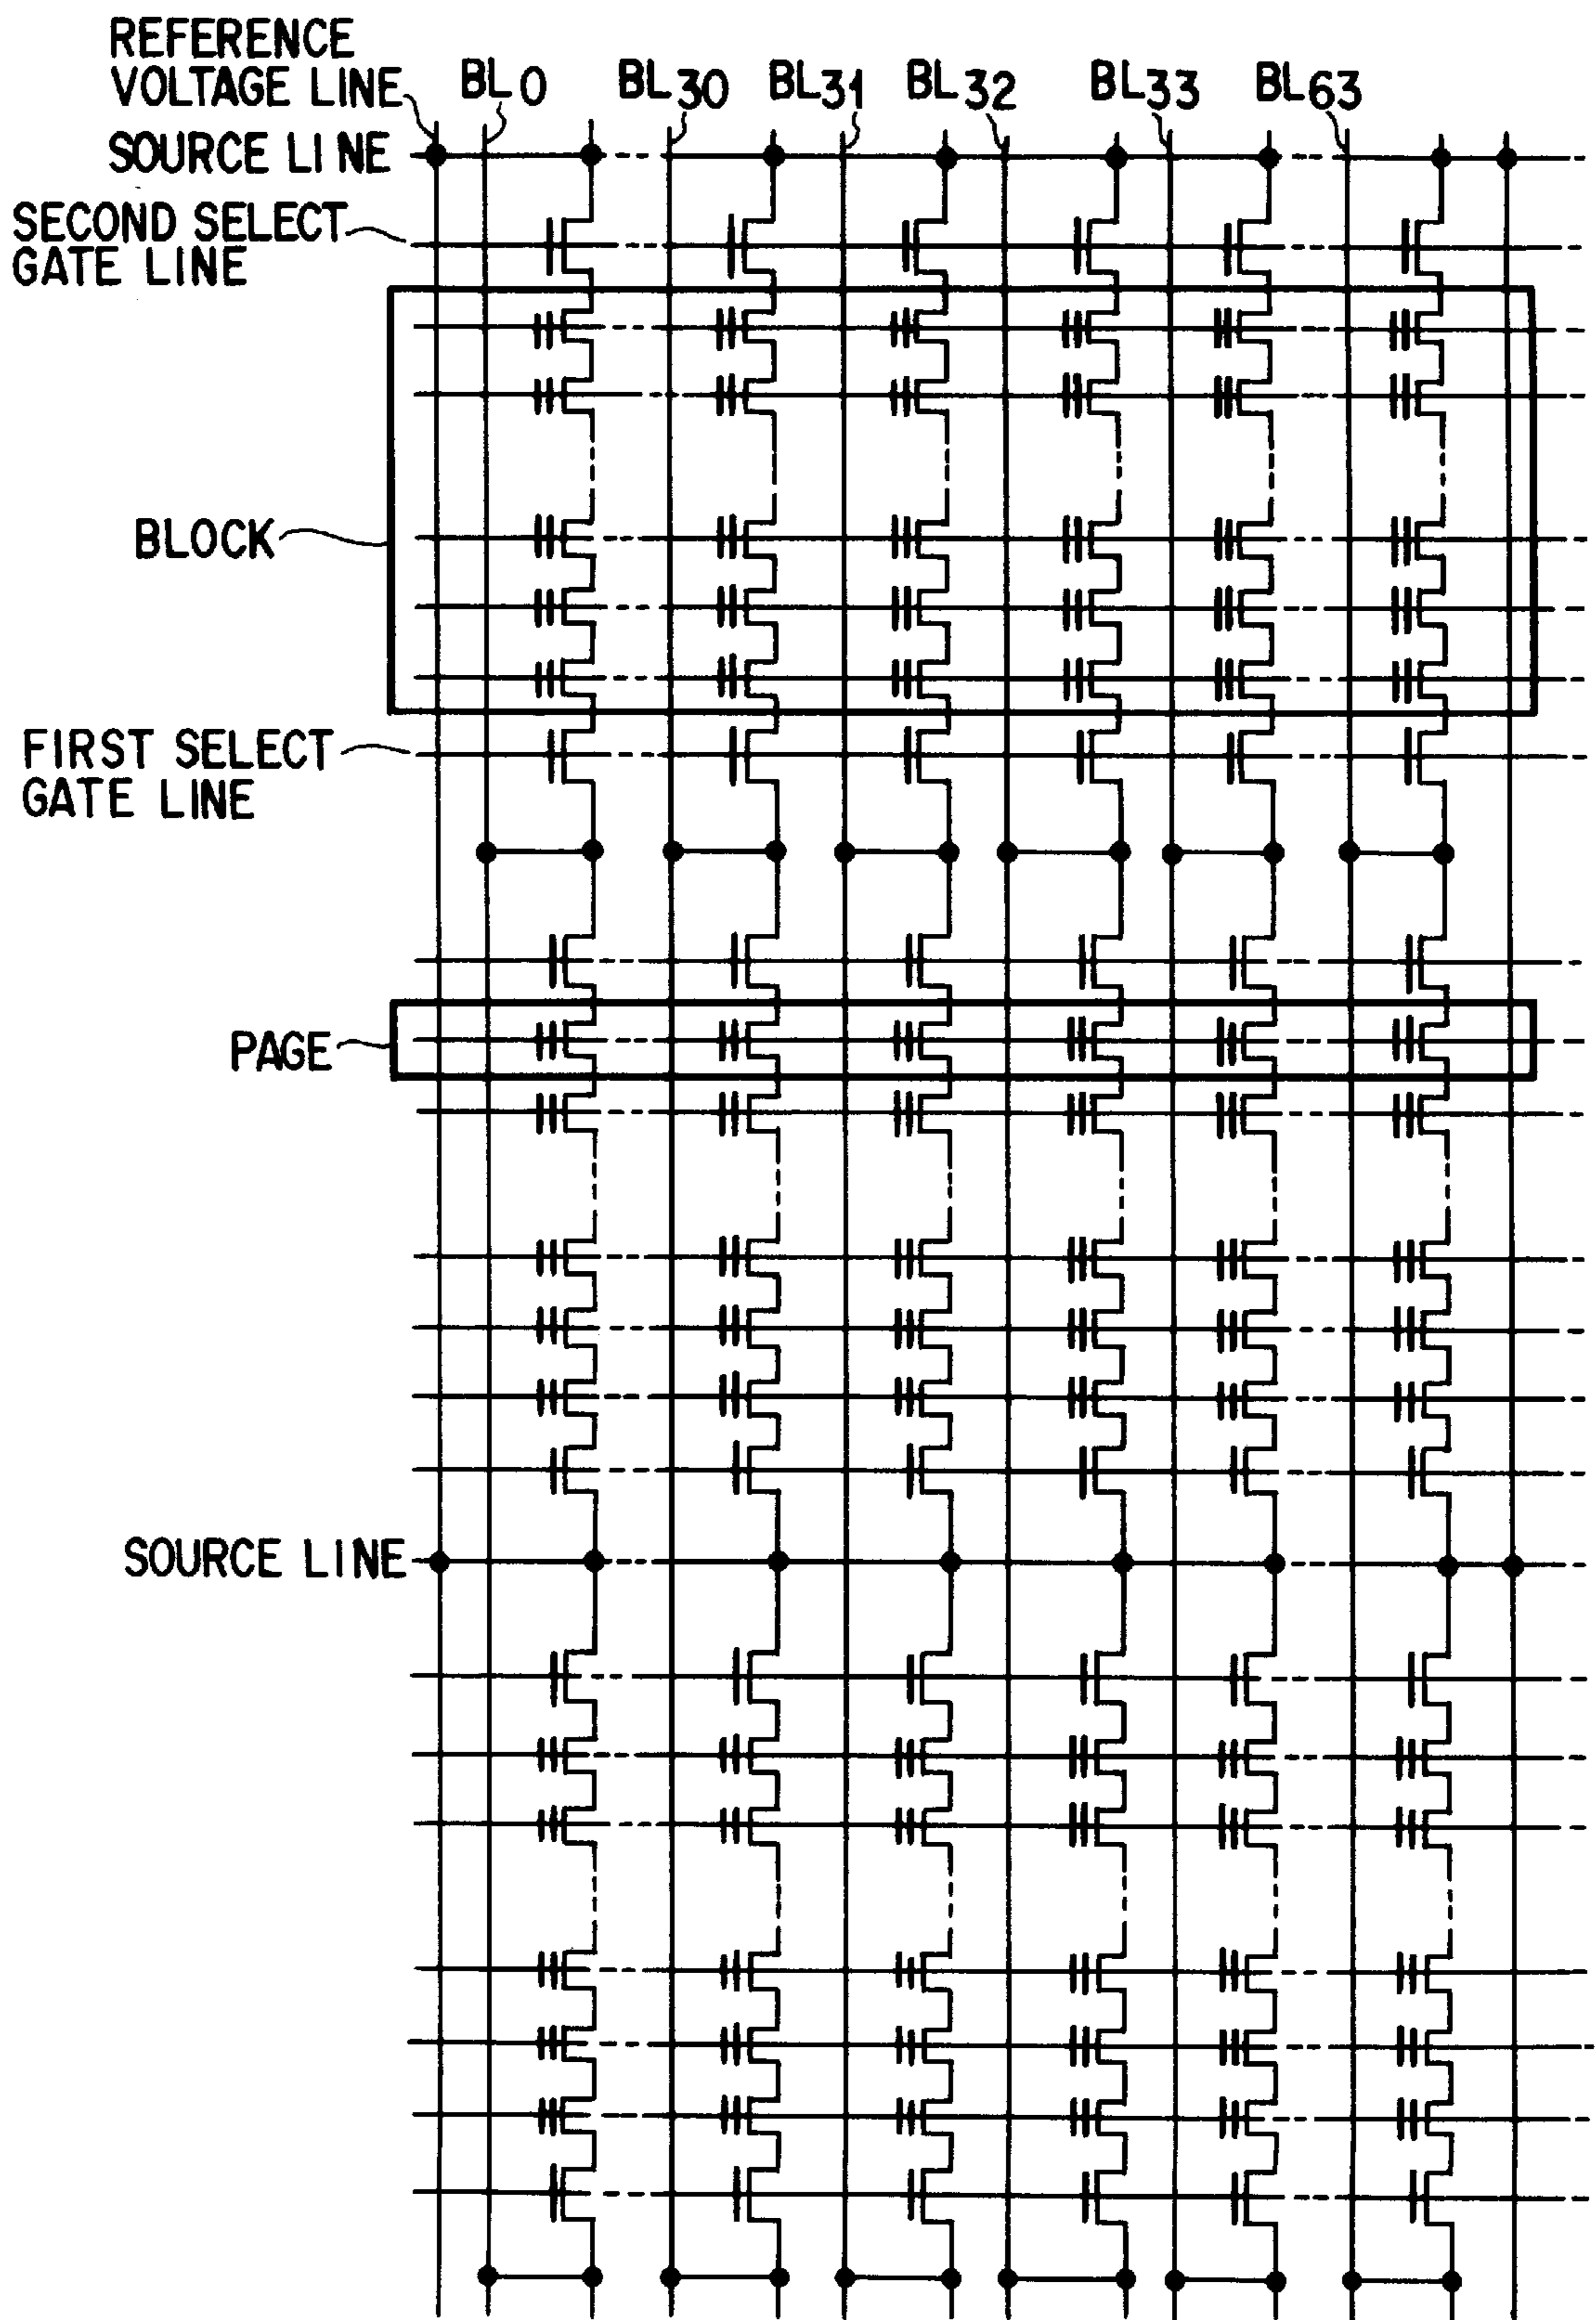 REFERENCE
VOLTAGE LINE
BL0 BL30 BL31 BL32 BL33 BL63
SOURCE LINE
SECOND SELECT
GATE LINE
BLOCK
FIRST SELECT
GATE LINE
PAGE
SOURCE LINE